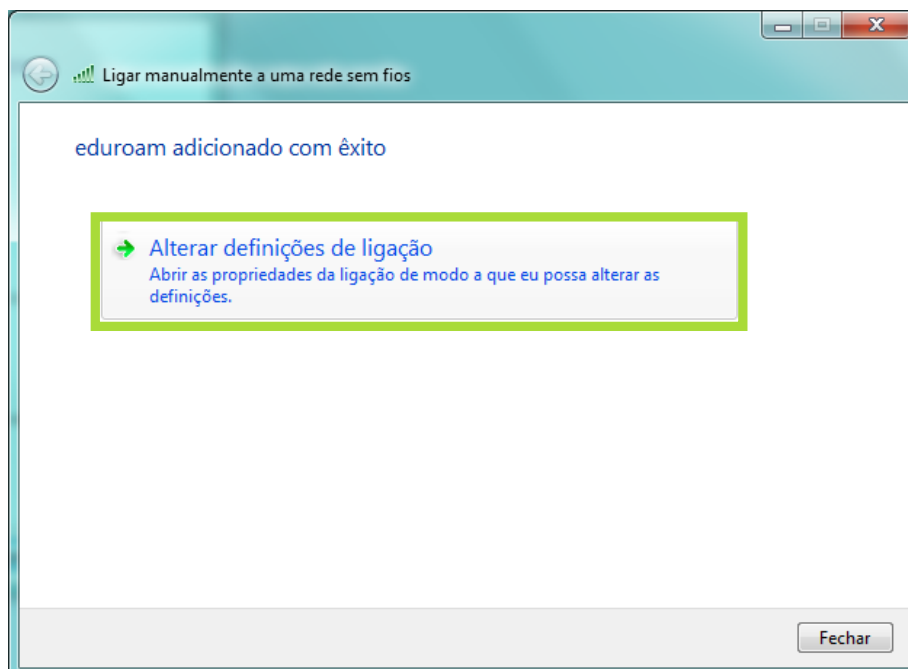 Ligar manualmente a uma rede sem fios
eduroam adicionado com êxito
Alterar definições de ligação
Abrir as propriedades da ligação de modo a que eu possa alterar as
definições.
Fechar